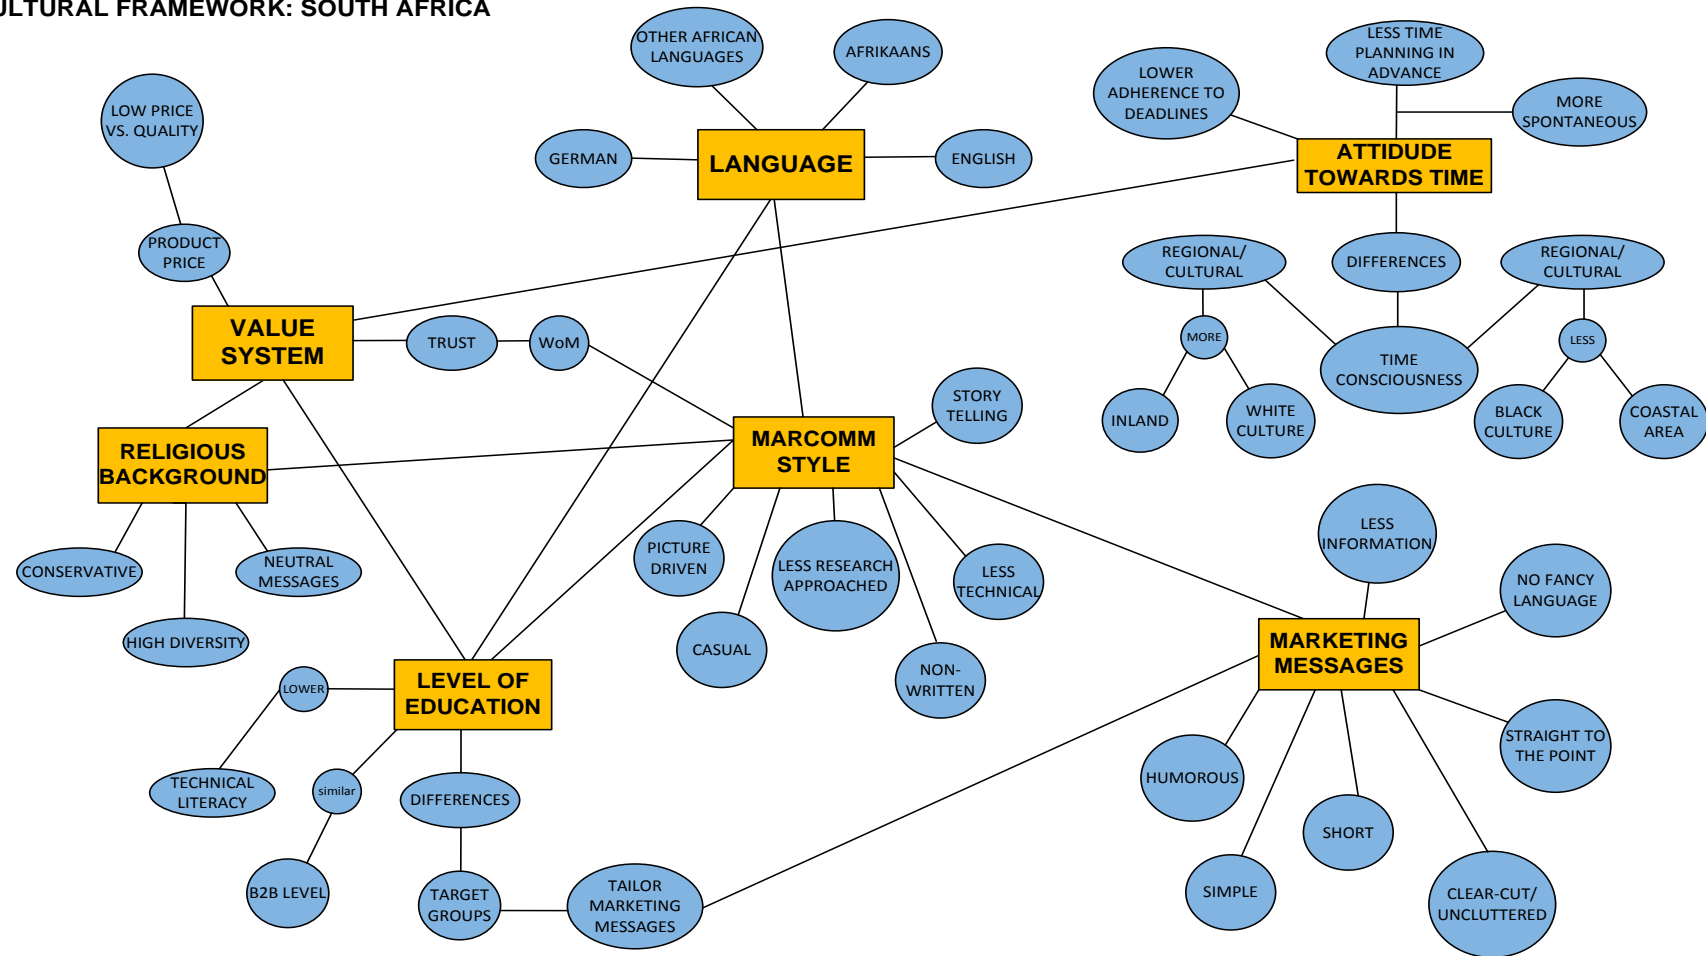 ULTURAL FRAMEWORK: SOUTH AFRICA
OTHER AFRICAN
LANGUAGES
AFRIKAANS
GERMAN
LANGUAGE
ENGLISH
LESS TIME
PLANNING IN
ADVANCE
LOWER
ADHERENCE TO
DEADLINES
MORE
SPONTANEOUS
ATTIDUDE
TOWARDS TIME
LOW PRICE
VS. QUALITY
PRODUCT
PRICE
VALUE
SYSTEM
TRUST
WoM
REGIONAL/
CULTURAL
DIFFERENCES
REGIONAL/
CULTURAL
MORE
TIME
CONSCIOUSNESS
LESS
INLAND
WHITE
CULTURE
BLACK
CULTURE
COASTAL
AREA
RELIGIOUS
BACKGROUND
CONSERVATIVE
NEUTRAL
MESSAGES
HIGH DIVERSITY
MARCOMM
STYLE
STORY
TELLING
PICTURE
DRIVEN
LESS RESEARCH
APPROACHED
LESS
TECHNICAL
CASUAL
NON-
WRITTEN
LEVEL OF
EDUCATION
LOWER
TECHNICAL
LITERACY
similar
B2B LEVEL
DIFFERENCES
TARGET
GROUPS
TAILOR
MARKETING
MESSAGES
LESS
INFORMATION
NO FANCY
LANGUAGE
MARKETING
MESSAGES
STRAIGHT TO
THE POINT
HUMOROUS
SHORT
SIMPLE
CLEAR-CUT/
UNCLUTTERED